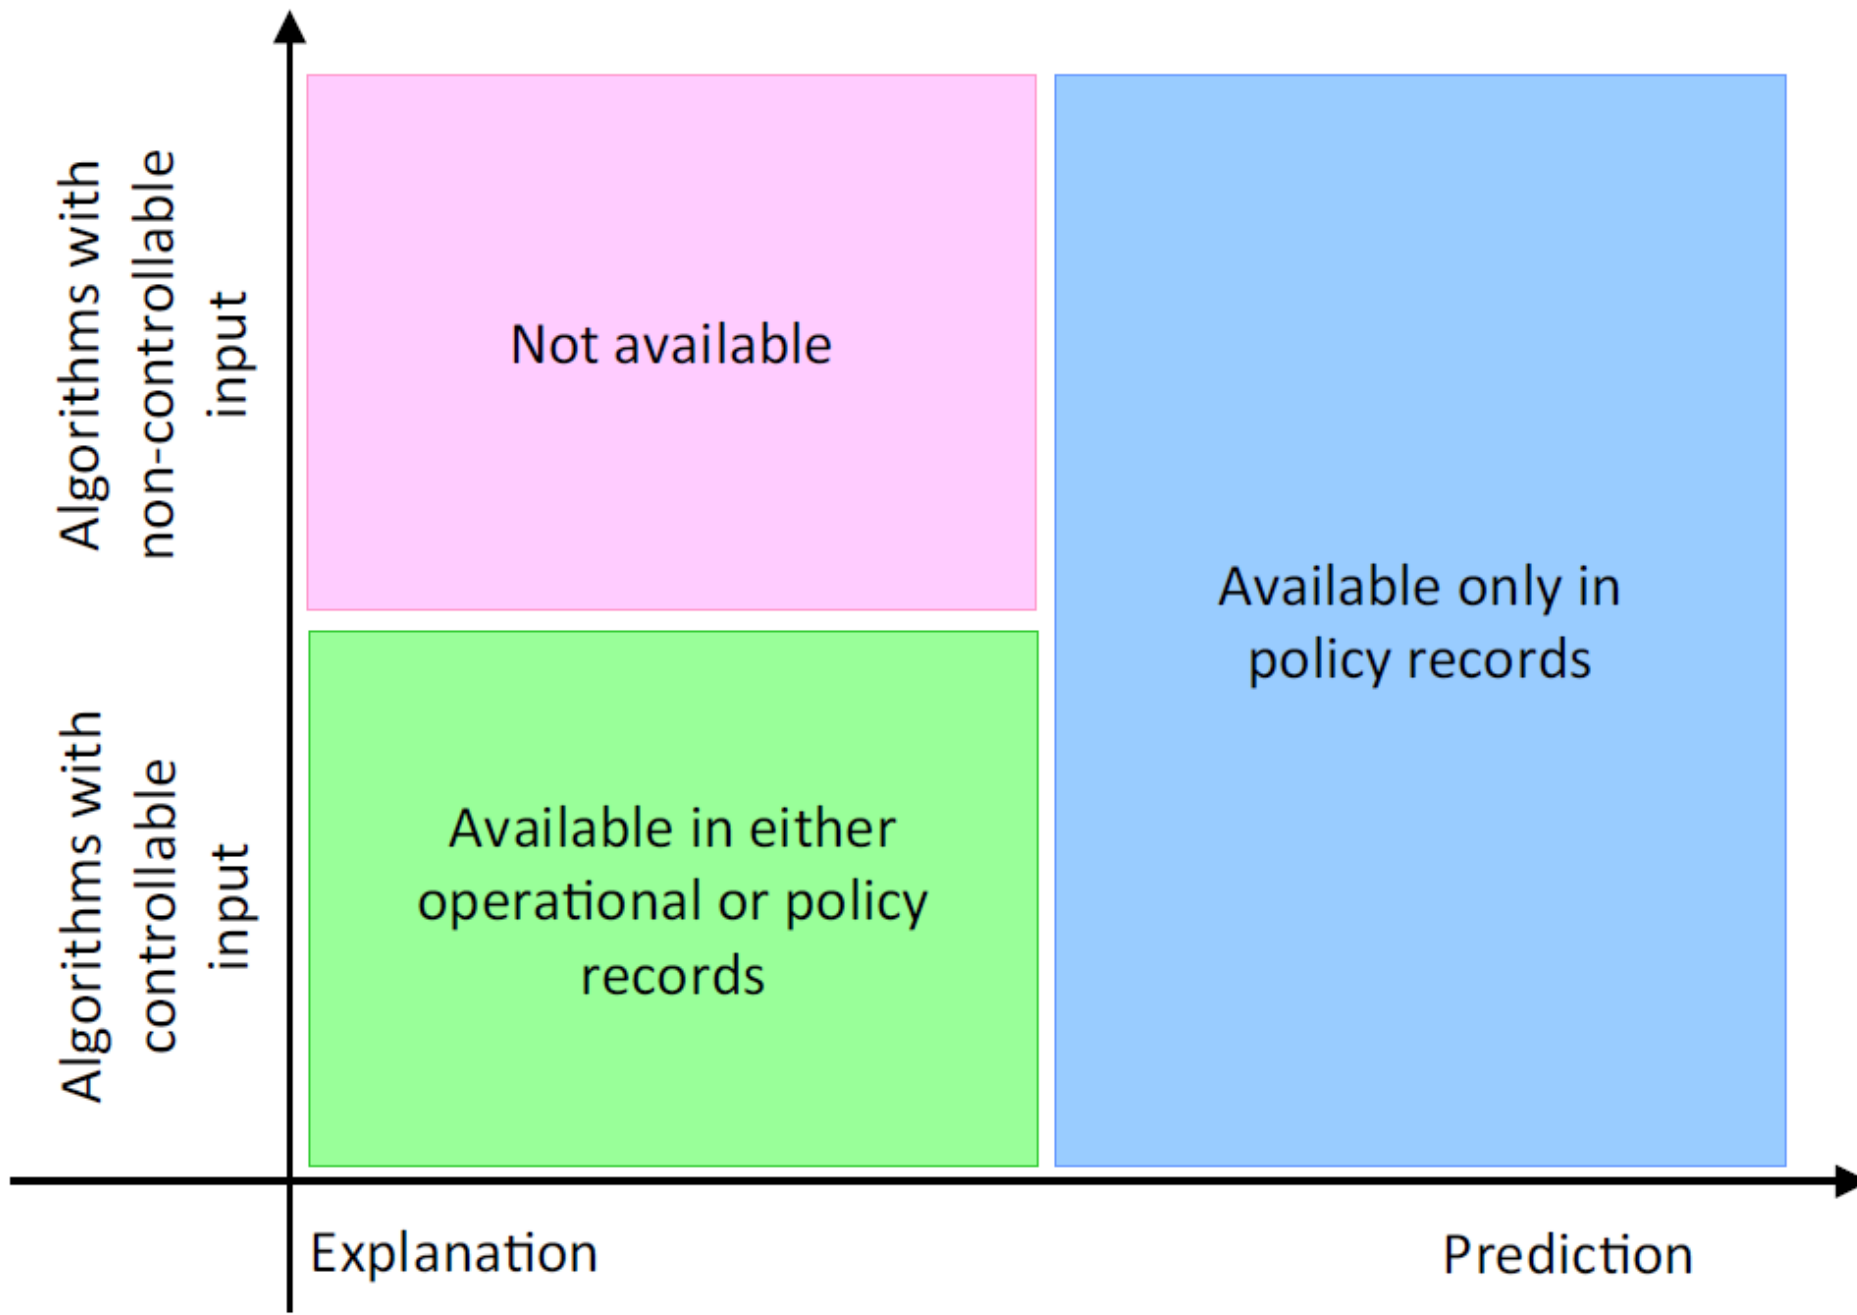 Algorithms with
non-controllable
input
Not available
Available only in
policy records
Algorithms with
controllable
input
Available in either
operational or policy
records
Explanation
Prediction